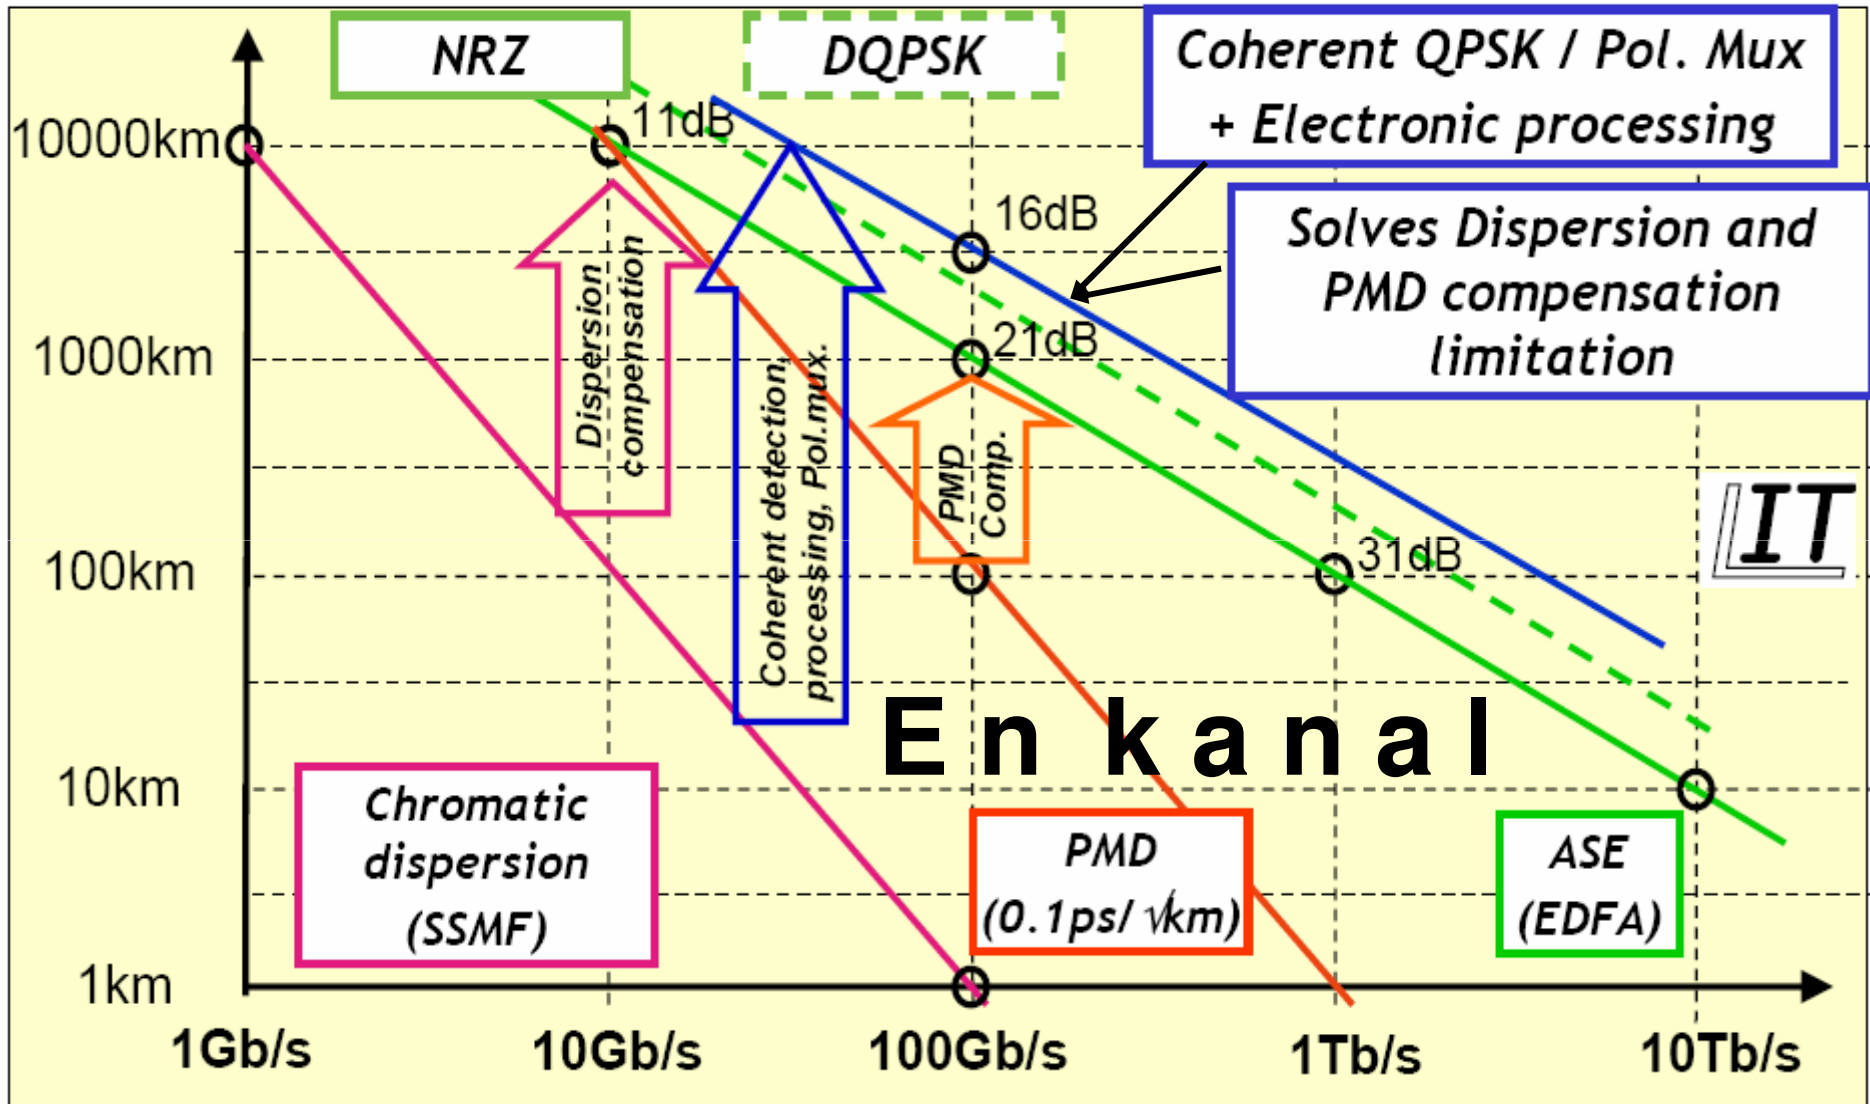 NRZ
DQPSK
Coherent QPSK / Pol. Mux
+ Electronic processing
Solves Dispersion and
PMD compensation
limitation
10000km
1000km
100km
10km
1km
11dB
16dB
21dB
31dB
Dispersion
compensation
Coherent detection,
processing, Pol.mux.
PMD
Comp.
IT
En kanal
Chromatic
dispersion
(SSMF)
PMD
(0.1ps/√km)
ASE
(EDFA)
1Gb/s
10Gb/s
100Gb/s
1Tb/s
10Tb/s